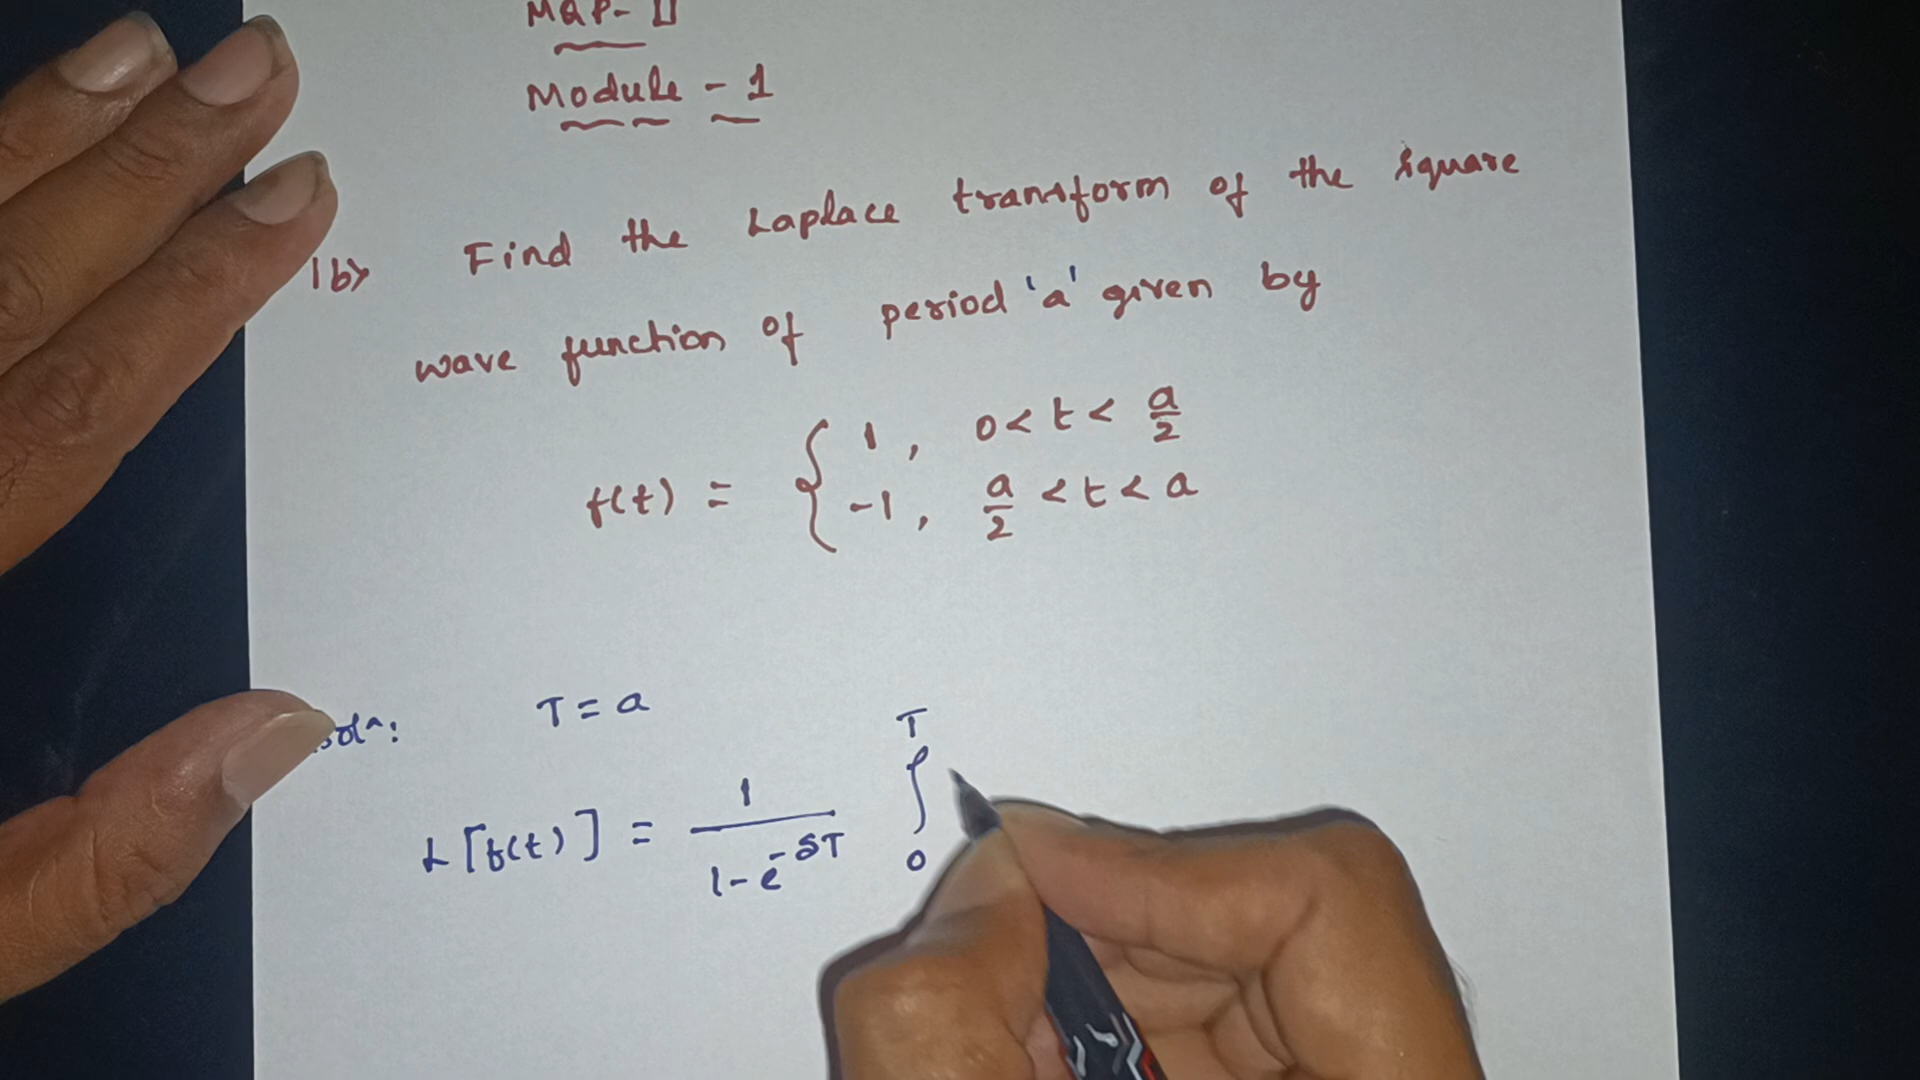 MQP- II
Module - 1
1b> Find the Laplace transform of the square
wave function of period 'a' given by
f(t) = { 1 , 0 < t < a/2
-1 , a/2 < t < a
Solⁿ: T = a
L[f(t)] = 1/(1 - e^-sT) ∫₀ᵀ